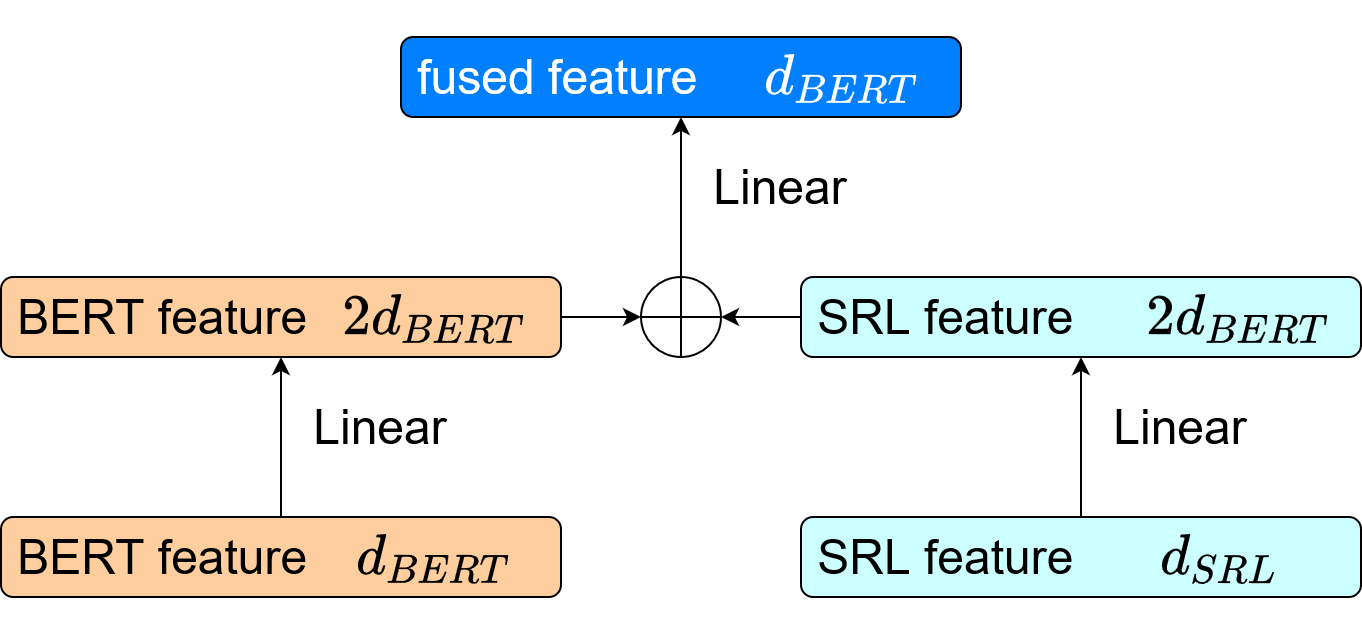 fused feature d_{BERT}
Linear
BERT feature 2d_{BERT}
SRL feature 2d_{BERT}
Linear
Linear
BERT feature d_{BERT}
SRL feature d_{SRL}